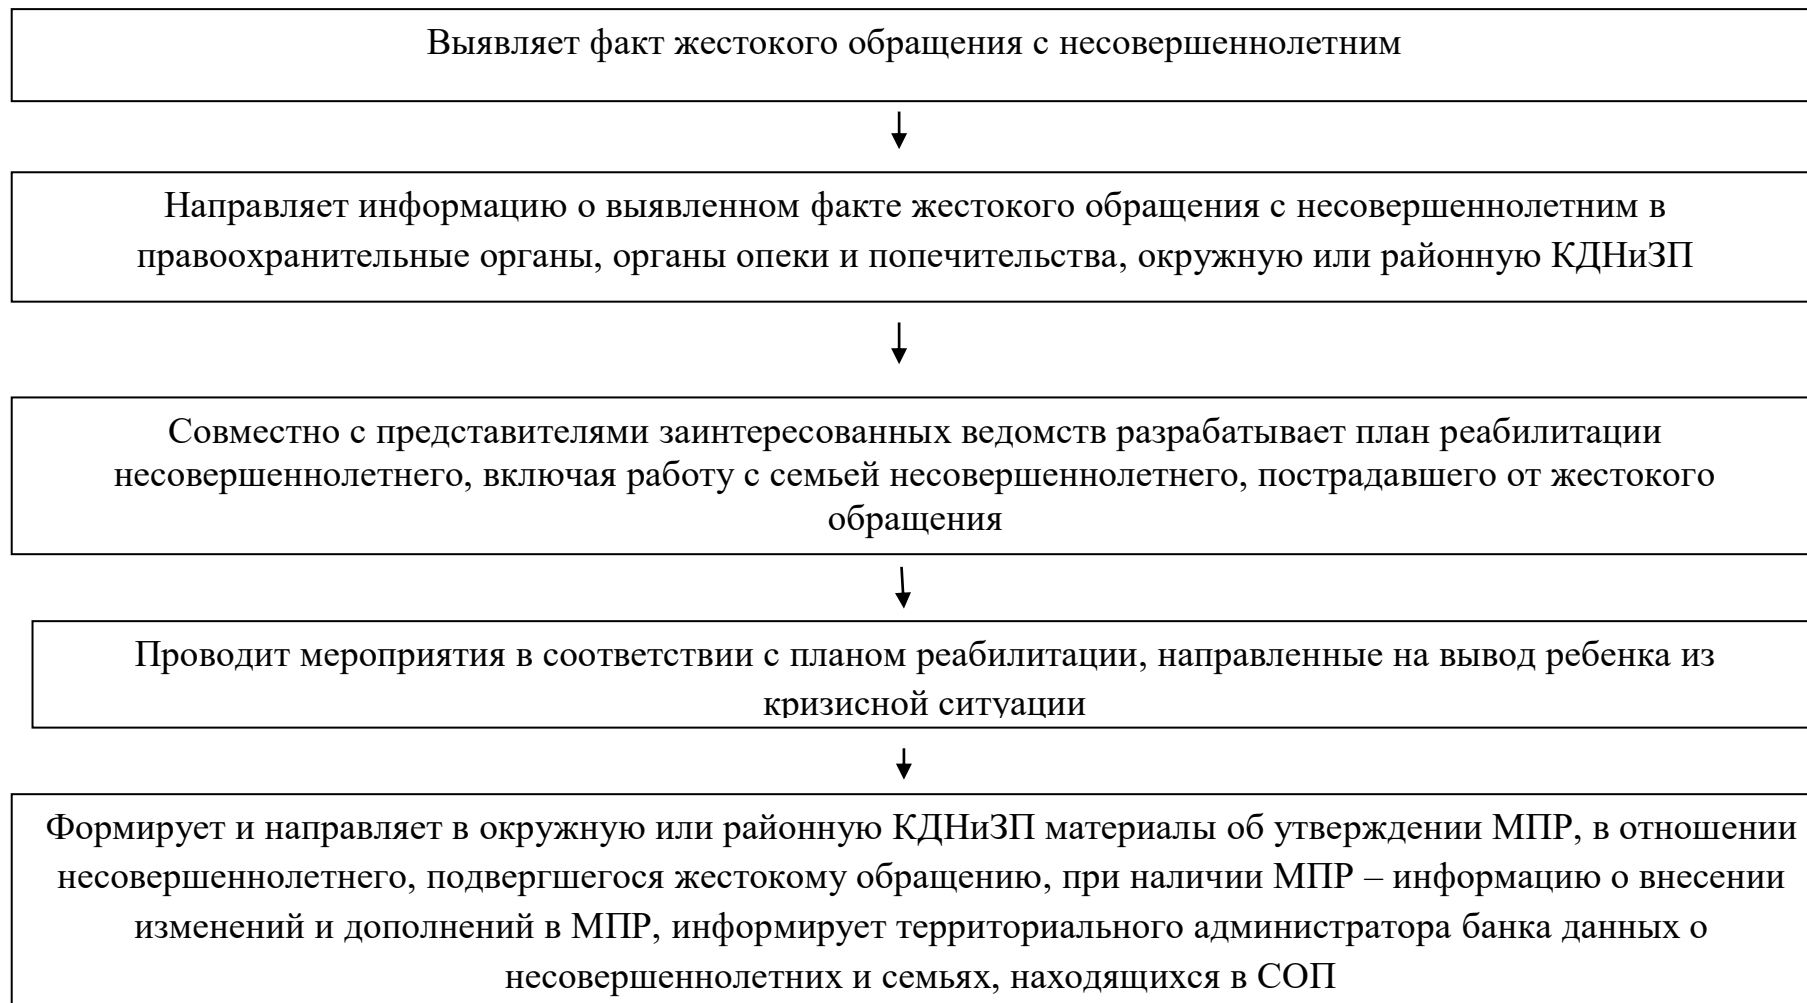 Выявляет факт жестокого обращения с несовершеннолетним
Направляет информацию о выявленном факте жестокого обращения с несовершеннолетним в
правоохранительные органы, органы опеки и попечительства, окружную или районную КДНиЗП
Совместно с представителями заинтересованных ведомств разрабатывает план реабилитации
несовершеннолетнего, включая работу с семьей несовершеннолетнего, пострадавшего от жестокого
обращения
Проводит мероприятия в соответствии с планом реабилитации, направленные на вывод ребенка из
кризисной ситуации
Формирует и направляет в окружную или районную КДНиЗП материалы об утверждении МПР, в отношении
несовершеннолетнего, подвергшегося жестокому обращению, при наличии МПР – информацию о внесении
изменений и дополнений в МПР, информирует территориального администратора банка данных о
несовершеннолетних и семьях, находящихся в СОП